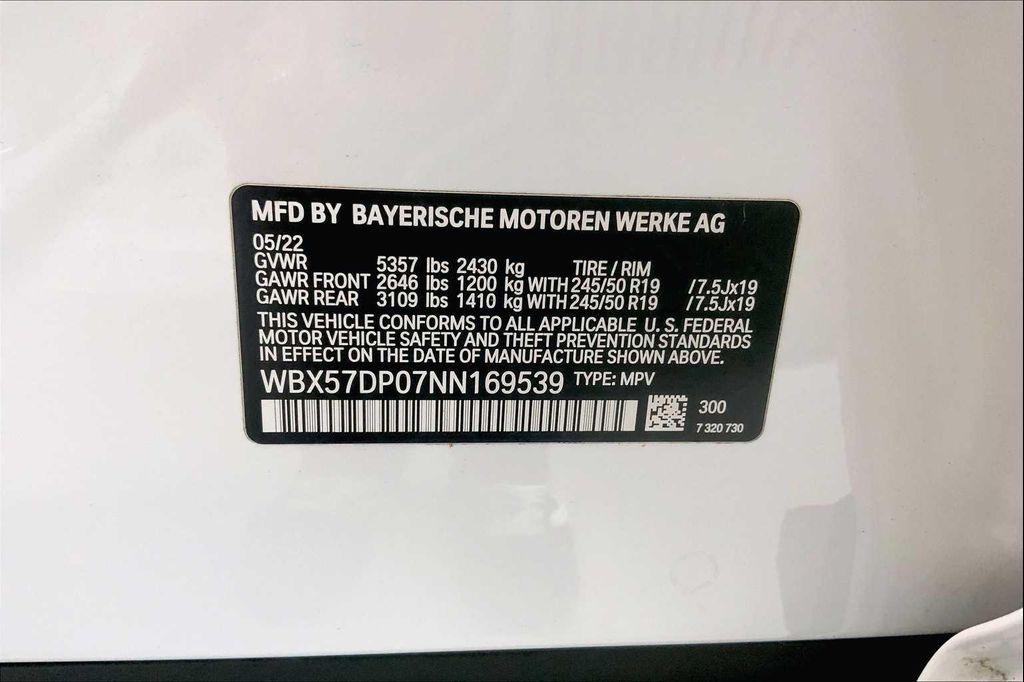 MFD BY BAYERISCHE MOTOREN WERKE AG
05/22
GVWR 5357 lbs 2430 kg TIRE / RIM
GAWR FRONT 2646 lbs 1200 kg WITH 245/50 R19 /7.5Jx19
GAWR REAR 3109 lbs 1410 kg WITH 245/50 R19 /7.5Jx19
THIS VEHICLE CONFORMS TO ALL APPLICABLE U. S. FEDERAL
MOTOR VEHICLE SAFETY AND THEFT PREVENTION STANDARDS
IN EFFECT ON THE DATE OF MANUFACTURE SHOWN ABOVE.
WBX57DP07NN169539 TYPE: MPV
300
7 320 730